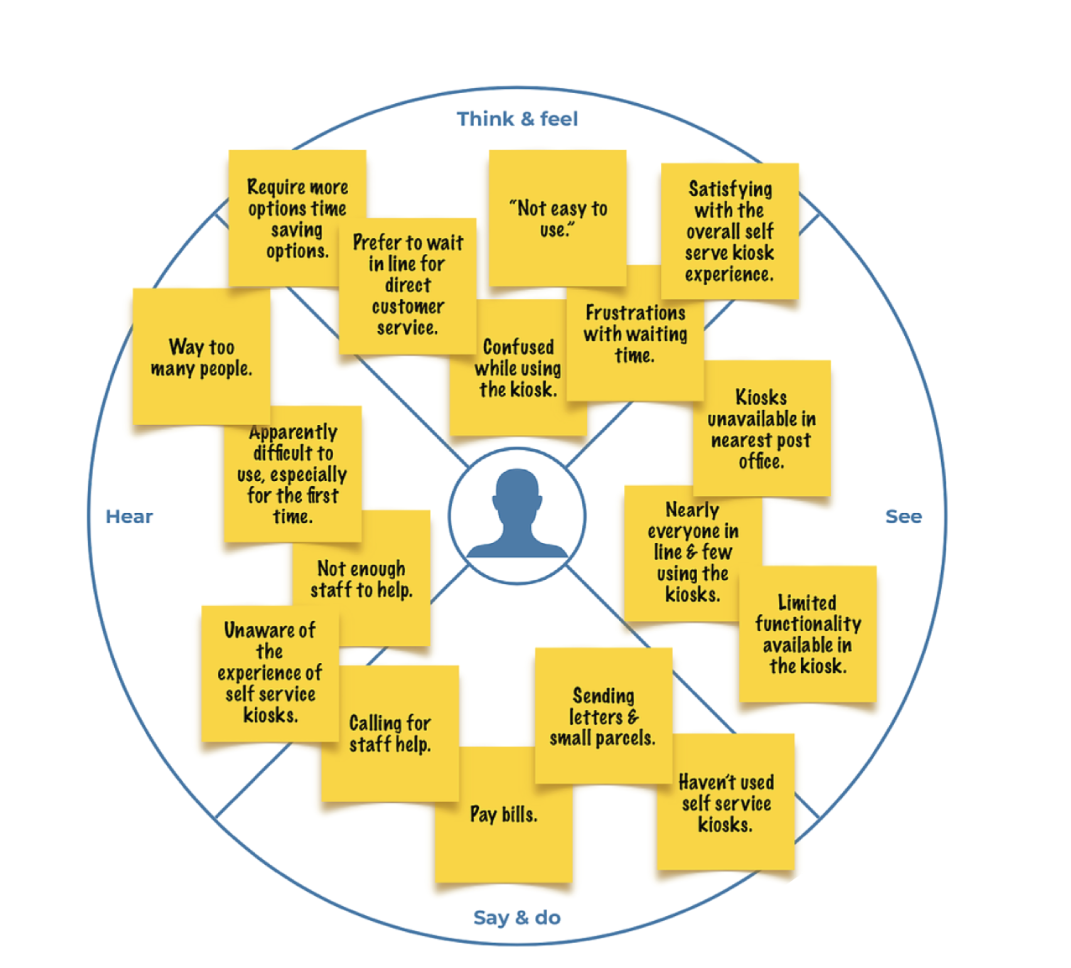 Think & feel
Require more
options time
saving
options.
Prefer to wait
in line for
direct
customer
service.
“Not easy to
use.”
Confused
while using
the kiosk.
Frustrations
with waiting
time.
Satisfying
with the
overall self
serve kiosk
experience.
Hear
Way too
many people.
Apparently
difficult to
use, especially
for the first
time.
Not enough
staff to help.
Unaware of
the
experience of
self service
kiosks.
See
Kiosks
unavailable in
nearest post
office.
Nearly
everyone in
line & few
using the
kiosks.
Limited
functionality
available in
the kiosk.
Calling for
staff help.
Pay bills.
Sending
letters &
small parcels.
Haven't used
self service
kiosks.
Say & do